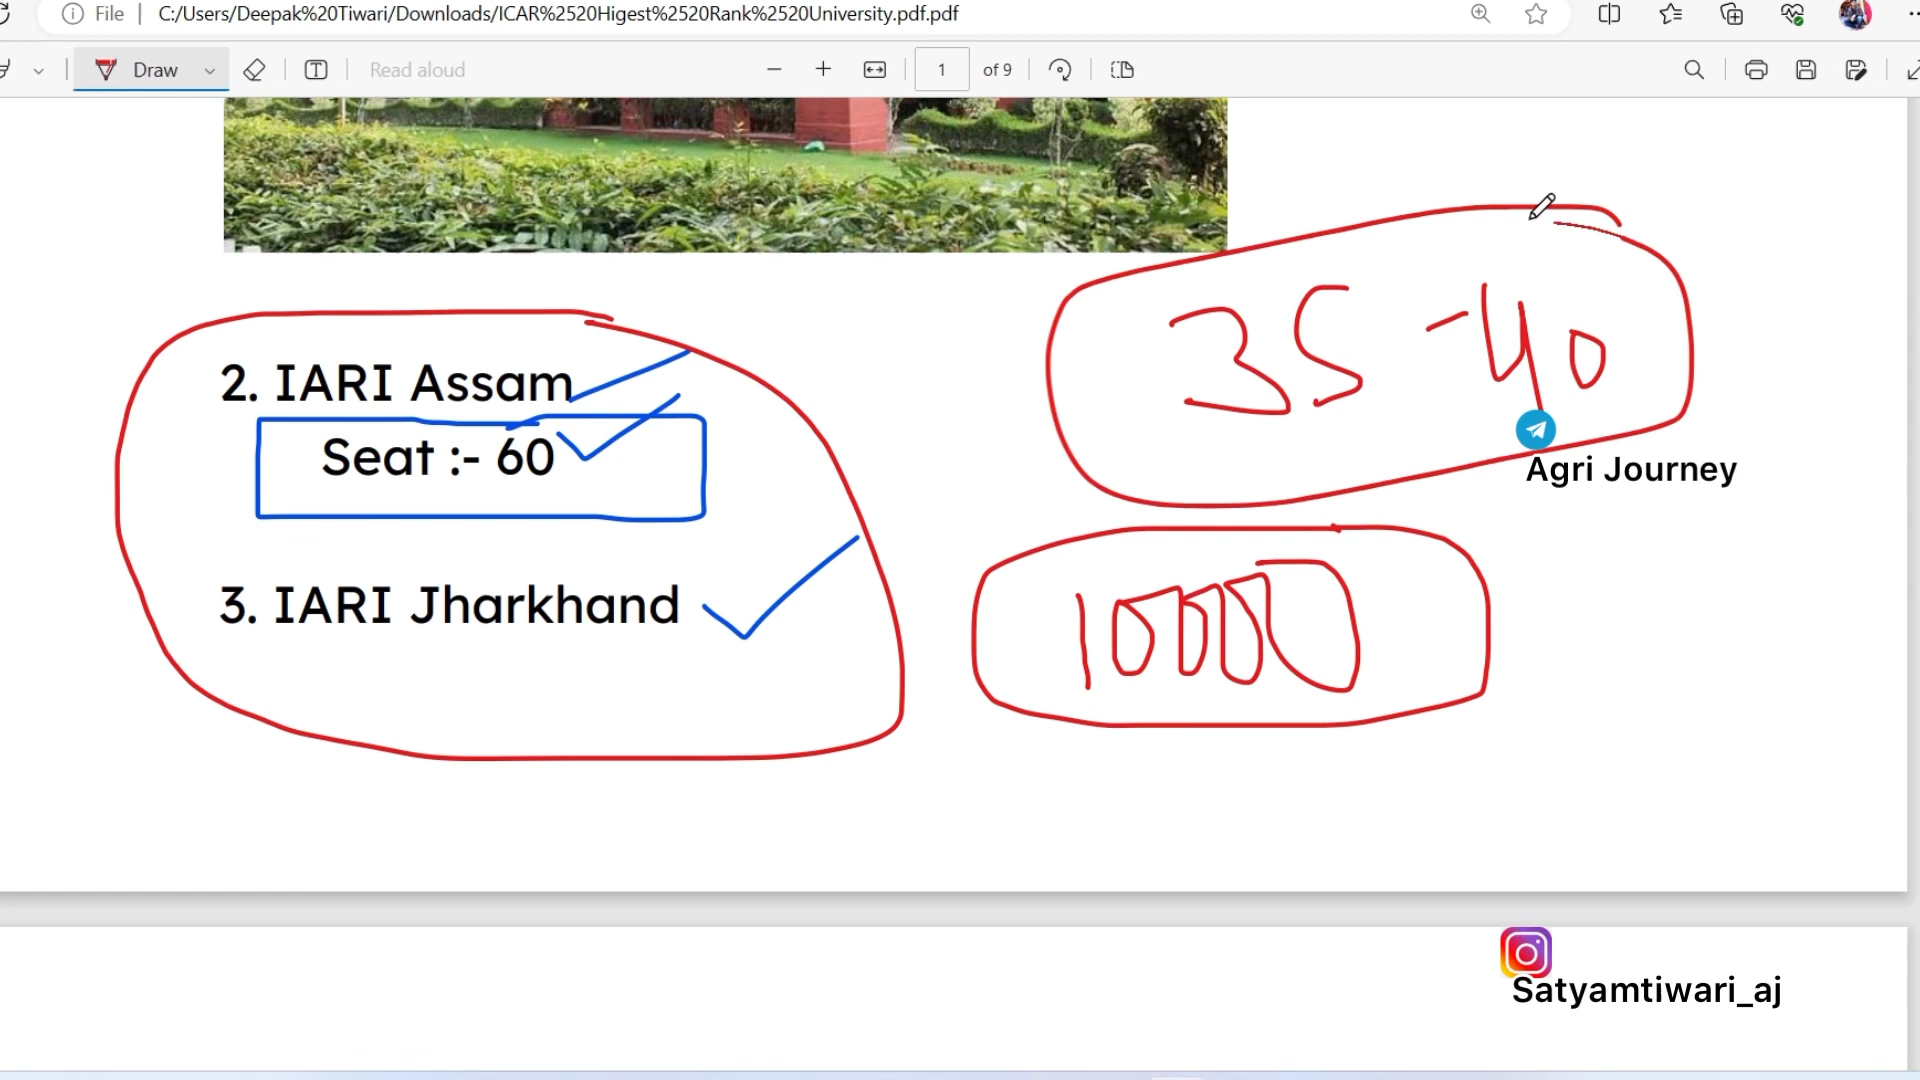 File
C:/Users/Deepak%20Tiwari/Downloads/ICAR%2520Higest%2520Rank%2520University.pdf.pdf
Draw
Read aloud
1
of 9
35-40
2. IARI Assam
Seat :- 60
Agri Journey
3. IARI Jharkhand
10000
Satyamtiwari_aj